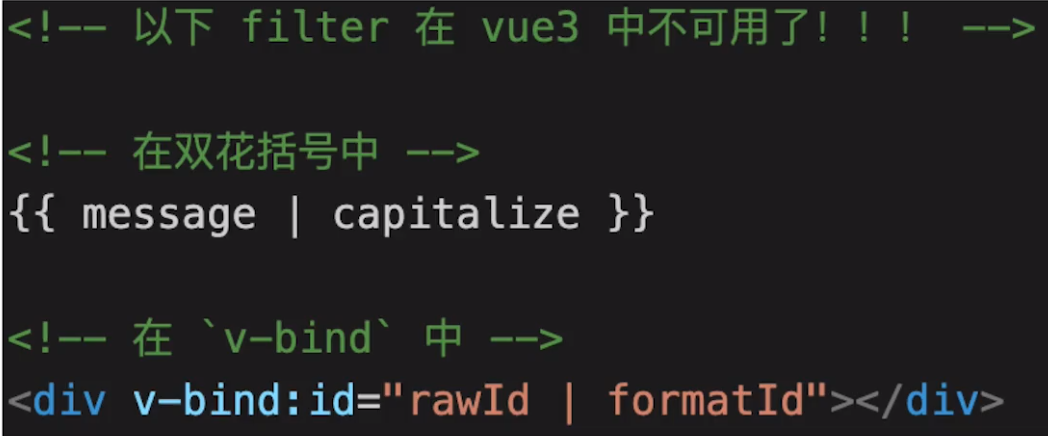 <!-- 以下 filter 在 vue3 中不可用了！！！ -->
<!-- 在双花括号中 -->
{{ message | capitalize }}
<!-- 在 `v-bind` 中 -->
<div v-bind:id="rawId | formatId"></div>